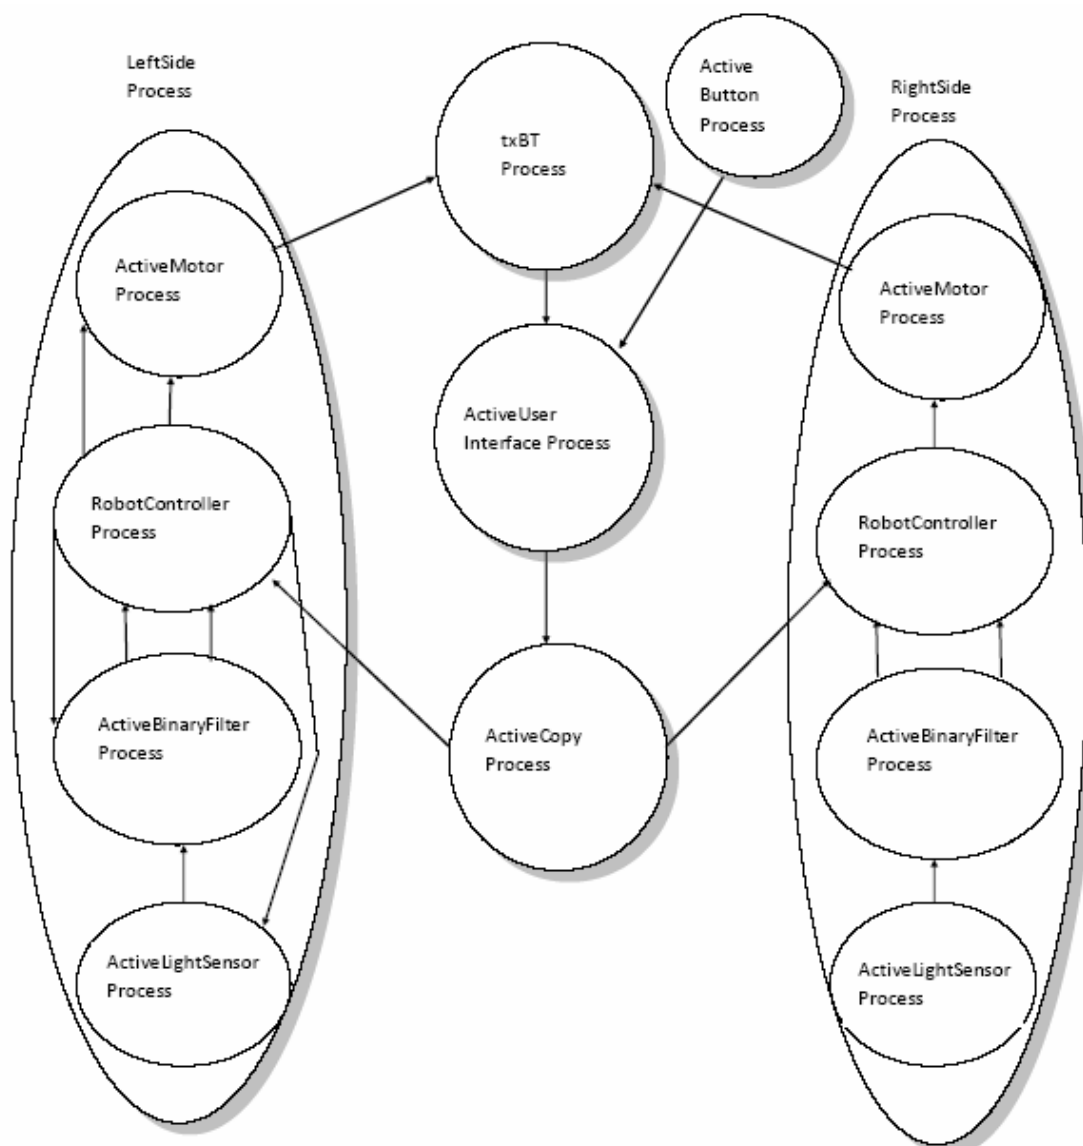 LeftSide
Process
txBT
Process
Active
Button
Process
RightSide
Process
ActiveMotor
Process
ActiveMotor
Process
ActiveUser
Interface Process
RobotController
Process
RobotController
Process
ActiveBinaryFilter
Process
ActiveCopy
Process
ActiveBinaryFilter
Process
ActiveLightSensor
Process
ActiveLightSensor
Process